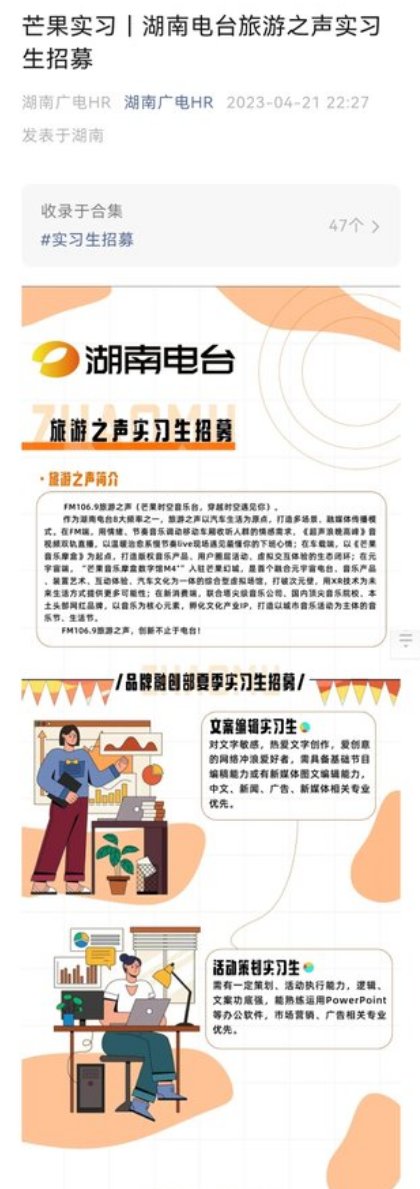 芒果实习丨湖南电台旅游之声实习
生招募
湖南广电HR 湖南广电HR 2023-04-21 22:27
发表于湖南
收录于合集
#实习生招募
47个
湖南电台
ZHAOMU
旅游之声实习生招募
·旅游之声简介
FM106.9旅游之声（芒果时空音乐台，穿越时空遇见你）。
作为湖南电台8大频率之一，旅游之声以汽车生活为原点，打造多场景、融媒体传播模
式。在FM端，用情绪、节奏音乐调动移动车厢收听人群的情感需求，《超声浪晚高峰》音
视频双轨直播，以温暖治愈系慢节奏live现场遇见最懂你的下班心情；在车载端，以《芒果
音乐摩盒》为起点，打造版权音乐产品、用户圈层活动、虚拟交互体验的生态闭环；在元
宇宙端，“芒果音乐摩盒数字馆M4””入驻芒果幻城，是首个融合元宇宙电台、音乐产品
、装置艺术、互动体验、汽车文化为一体的综合型虚拟场馆，打破次元壁，用XR技术为未
来生活方式提供更多可能性；在新消费端，联合塔尖级音乐公司、国内顶尖音乐院校、本
土头部网红品牌，以音乐为核心元素，孵化文化产业IP，打造以城市音乐活动为主体的音
乐节、生活节。
FM106.9旅游之声，创新不止于电台！
/品牌融创部夏季实习生招募/
文案编辑实习生
对文字敏感，热爱文字创作，爱创意
的网络冲浪爱好者，需具备基础节目
编稿能力或有新媒体图文编辑能力，
中文、新闻、广告、新媒体相关专业
优先。
活动策划实习生
需有一定策划、活动执行能力，逻辑、
文案功底强，能熟练运用PowerPoint
等办公软件，市场营销、广告相关专业
优先。